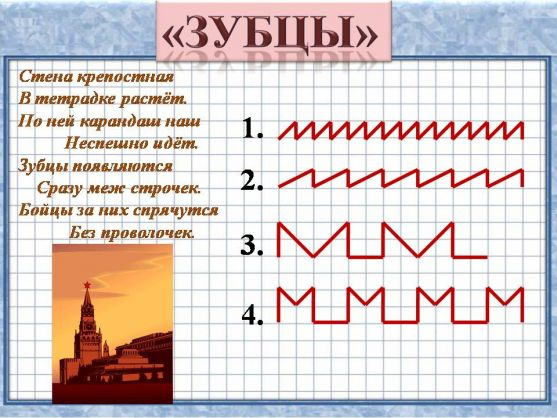 «ЗУБЦЫ»
Стена крепостная
В тетрадке растёт.
По ней карандаш наш
Неспешно идёт.
Зубцы появляются
Сразу меж строчек.
Бойцы за них спрячутся
Без проволочек.
1.
2.
3.
4.